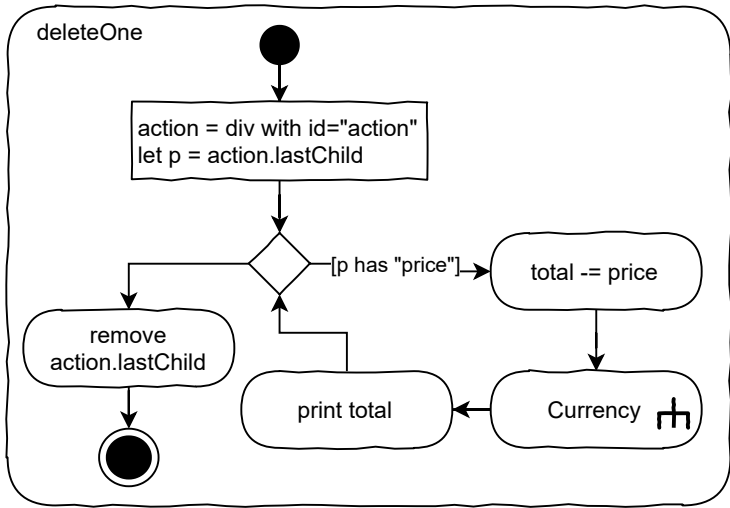 deleteOne
action = div with id="action"
let p = action.lastChild
[p has "price"]
total -= price
remove
action.lastChild
print total
Currency